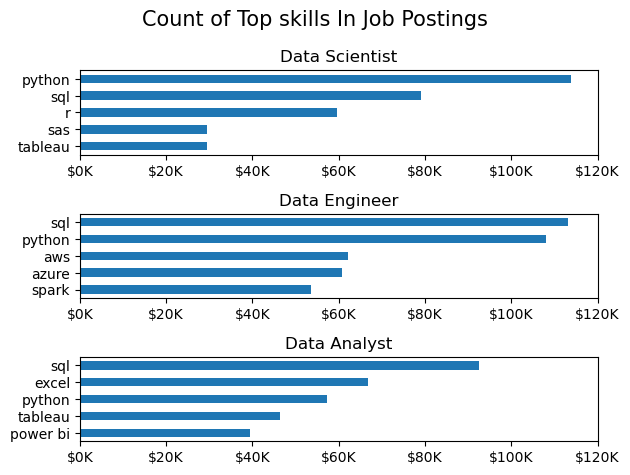 Count of Top skills In Job Postings
Data Scientist
python
sql
r
sas
tableau
$0K $20K $40K $60K $80K $100K $120K
Data Engineer
sql
python
aws
azure
spark
$0K $20K $40K $60K $80K $100K $120K
Data Analyst
sql
excel
python
tableau
power bi
$0K $20K $40K $60K $80K $100K $120K